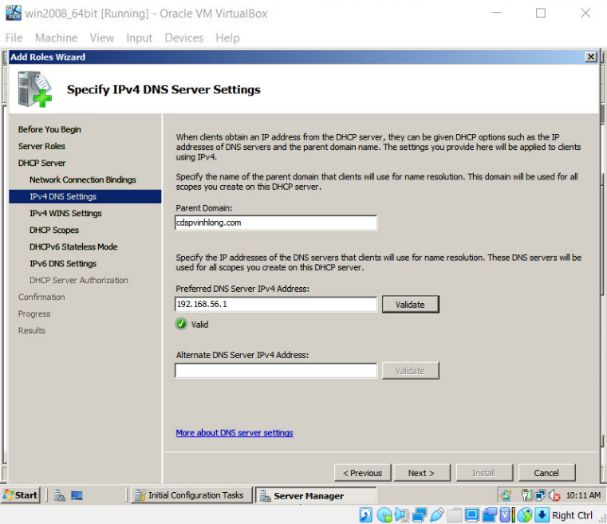 win2008_64bit [Running] - Oracle VM VirtualBox
File Machine View Input Devices Help
Add Roles Wizard
Specify IPv4 DNS Server Settings
Before You Begin
Server Roles
DHCP Server
Network Connection Bindings
IPv4 DNS Settings
IPv4 WINS Settings
DHCP Scopes
DHCPv6 Stateless Mode
IPv6 DNS Settings
DHCP Server Authorization
Confirmation
Progress
Results
When clients obtain an IP address from the DHCP server, they can be given DHCP options such as the IP
addresses of DNS servers and the parent domain name. The settings you provide here will be applied to clients
using IPv4.
Specify the name of the parent domain that clients will use for name resolution. This domain will be used for all
scopes you create on this DHCP server.
Parent Domain:
cdspvinhlong.com
Specify the IP addresses of the DNS servers that clients will use for name resolution. These DNS servers will be
used for all scopes you create on this DHCP server.
Preferred DNS Server IPv4 Address:
192.168.56.1
Validate
Valid
Alternate DNS Server IPv4 Address:
Validate
More about DNS server settings
< Previous
Next >
Install
Cancel
Start
Initial Configuration Tasks
Server Manager
10:11 AM
Right Ctrl